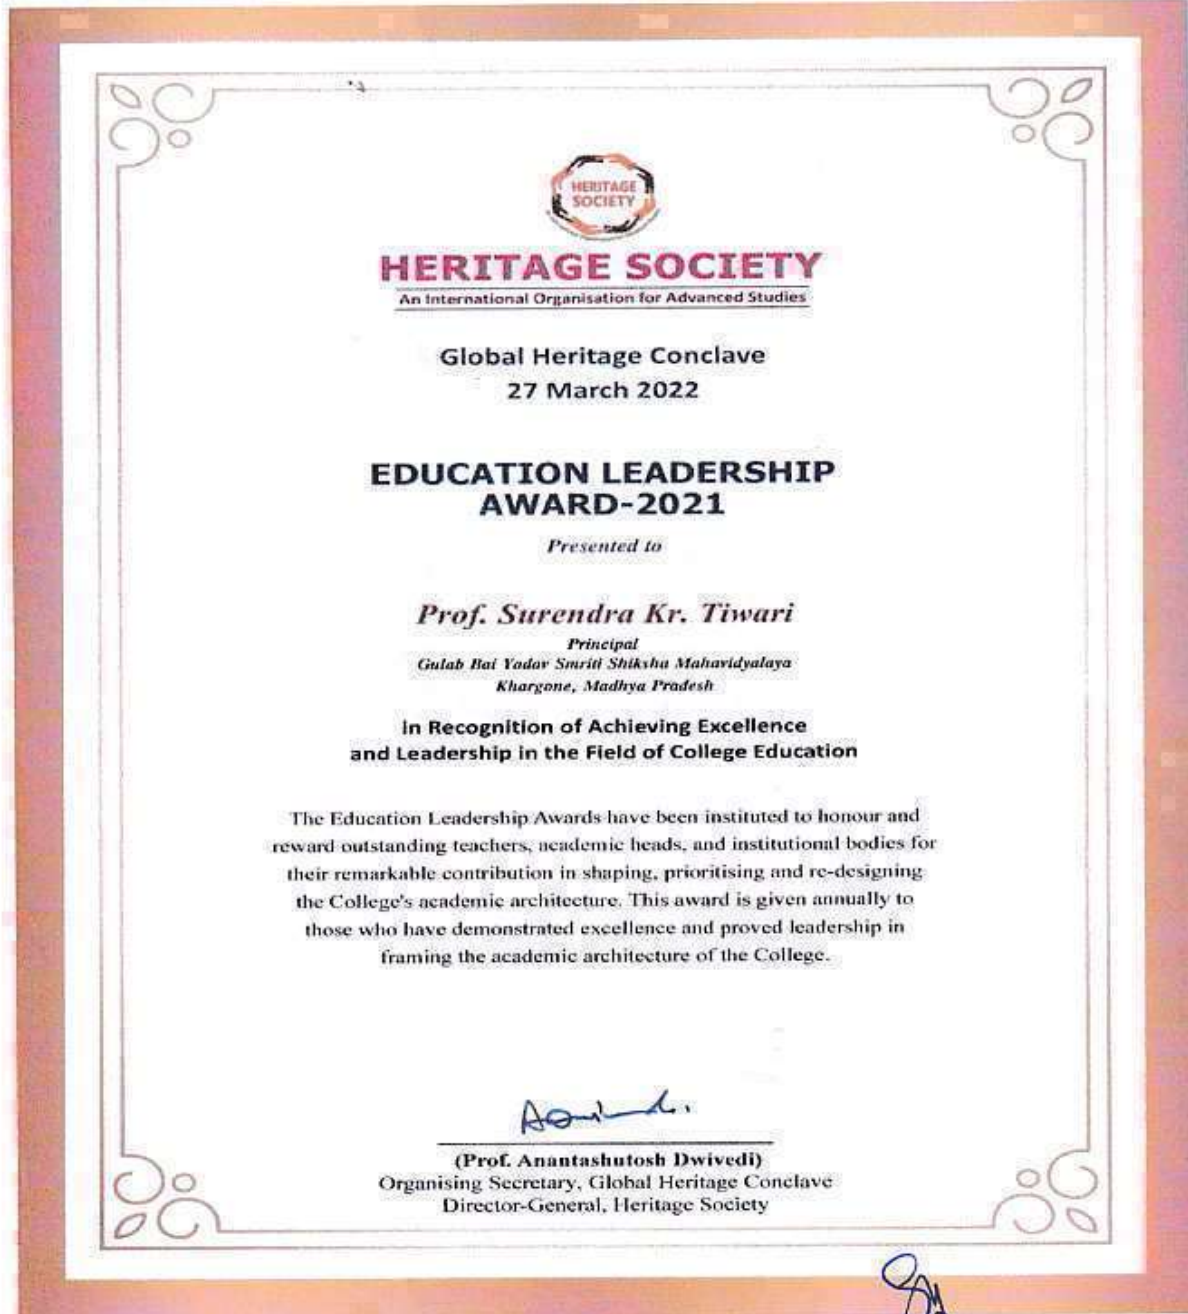 HERITAGE
SOCIETY
HERITAGE SOCIETY
An International Organisation for Advanced Studies
Global Heritage Conclave
27 March 2022
EDUCATION LEADERSHIP
AWARD-2021
Presented to
Prof. Surendra Kr. Tiwari
Principal
Gulab Bai Yadav Smriti Shiksha Mahavidyalaya
Khargone, Madhya Pradesh
in Recognition of Achieving Excellence
and Leadership in the Field of College Education
The Education Leadership Awards have been instituted to honour and
reward outstanding teachers, academic heads, and institutional bodies for
their remarkable contribution in shaping, prioritising and re-designing
the College's academic architecture. This award is given annually to
those who have demonstrated excellence and proved leadership in
framing the academic architecture of the College.
(Prof. Anantashutosh Dwivedi)
Organising Secretary, Global Heritage Conclave
Director-General, Heritage Society